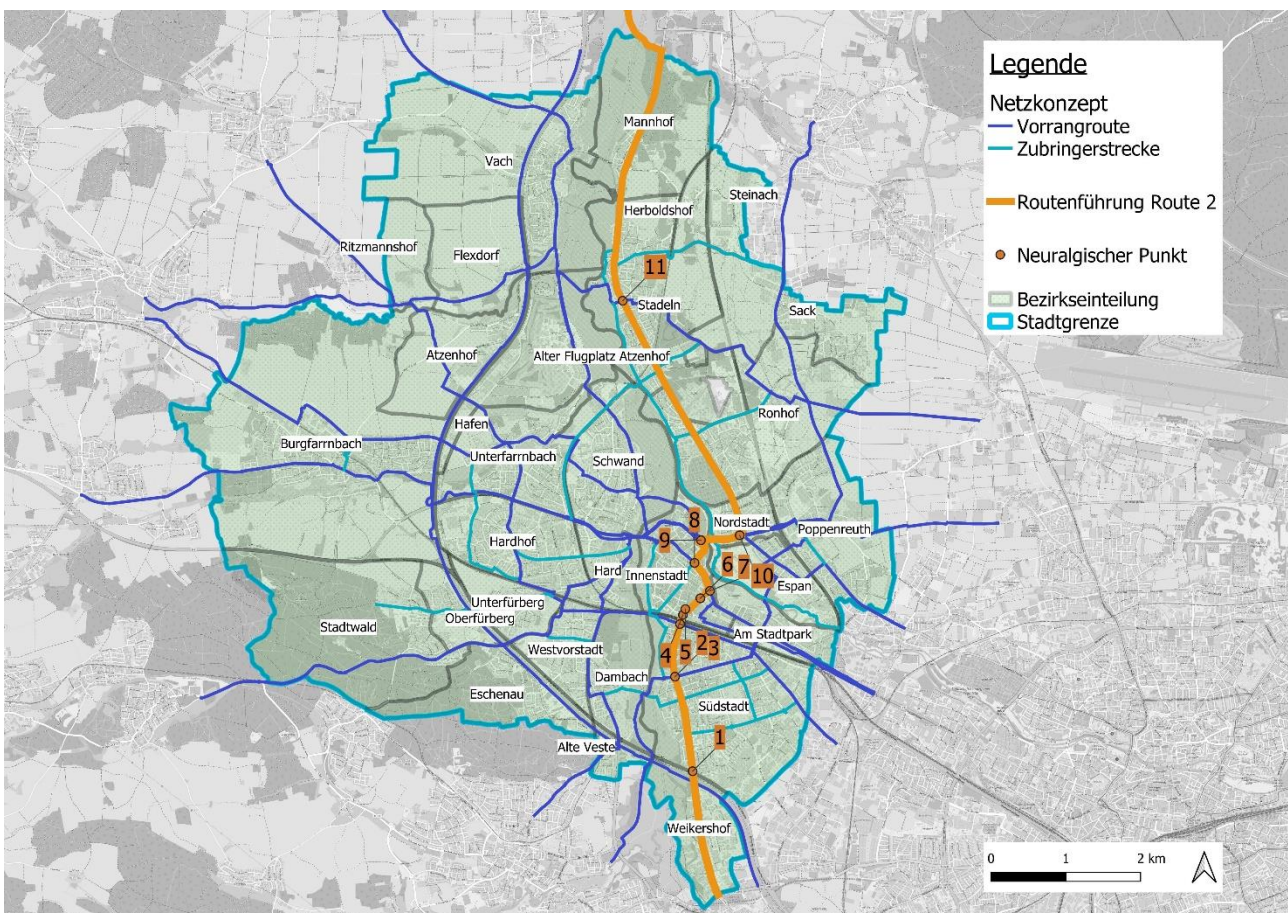 Legende
Netzkonzept
Vorrangroute
Zubringerstrecke
Routenführung Route 2
Neuralgischer Punkt
Bezirkseinteilung
Stadtgrenze
Mannhof
Vach
Steinach
Herboldshof
Ritzmannshof
Flexdorf
11
Stadeln
Sack
Atzenhof
Alter Flugplatz Atzenhof
Ronhof
Hafen
Burgfarrnbach
Unterfarrnbach
Schwand
8
Nordstadt
Poppenreuth
9
Hardhof
6
7
Hard
Innenstadt
10
Espan
Unterfürberg
Oberfürberg
Stadtwald
Am Stadtpark
Westvorstadt
4
5
2
3
Dambach
Eschenau
Südstadt
1
Alte Veste
Weikershof
0 1 2 km